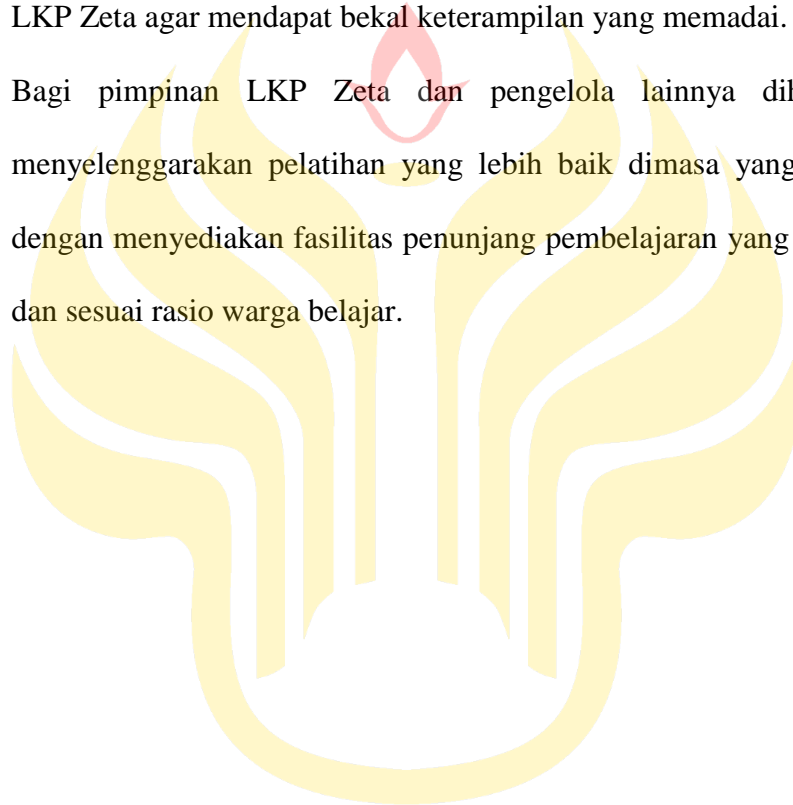 LKP Zeta agar mendapat bekal keterampilan yang memadai.
Bagi pimpinan LKP Zeta dan pengelola lainnya
menyelenggarakan pelatihan yang lebih baik dimasa yang
dengan menyediakan fasilitas penunjang pembelajaran yang
dan sesuai rasio warga belajar.